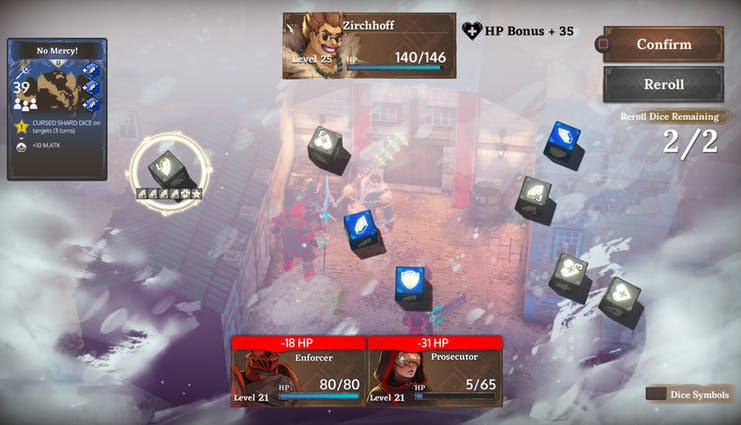 No Mercy!
39
CURSED SHARD DICE on
targets (3 turns)
+10 M.ATK
Zirchhoff
Level 25 HP 140/146
HP Bonus + 35
Confirm
Reroll
Reroll Dice Remaining
2/2
3
3
-18 HP
Enforcer
HP 80/80
Level 21
-31 HP
Prosecutor
HP 5/65
Level 21
Dice Symbols